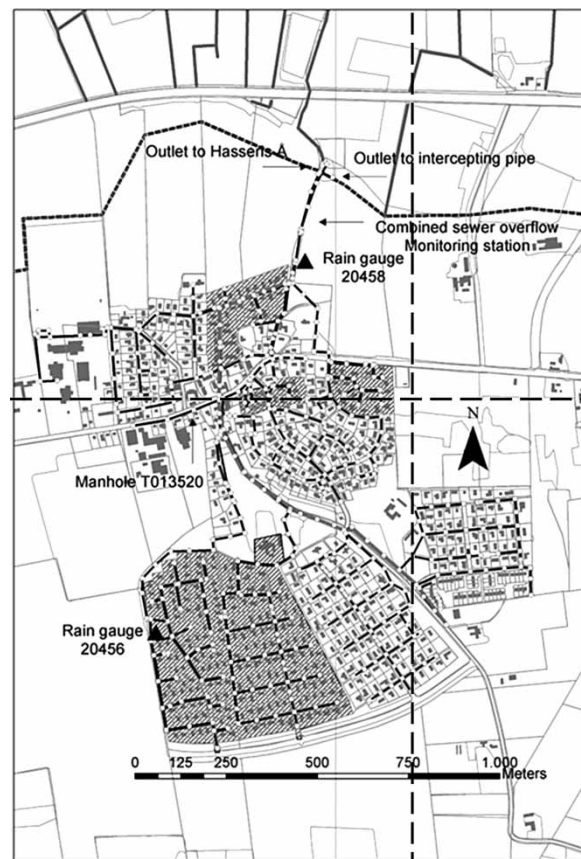 Outlet to Hasseris Å
Outlet to intercepting pipe
Combined sewer overflow
Monitoring station
Rain gauge
20458
N
Manhole T013520
Rain gauge
20456
0 125 250 500 750 1.000
Meters